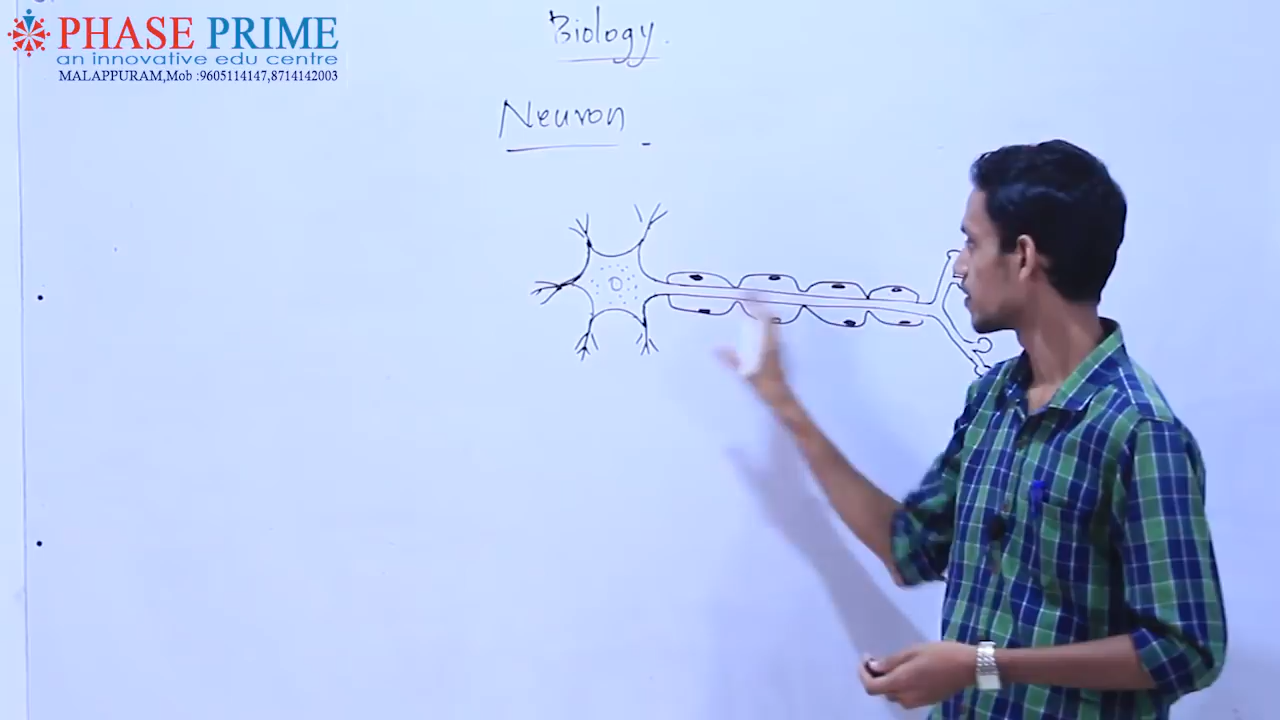 PHASE PRIME
an innovative edu centre
MALAPPURAM,Mob :9605114147,8714142003
Biology.
Neuron -